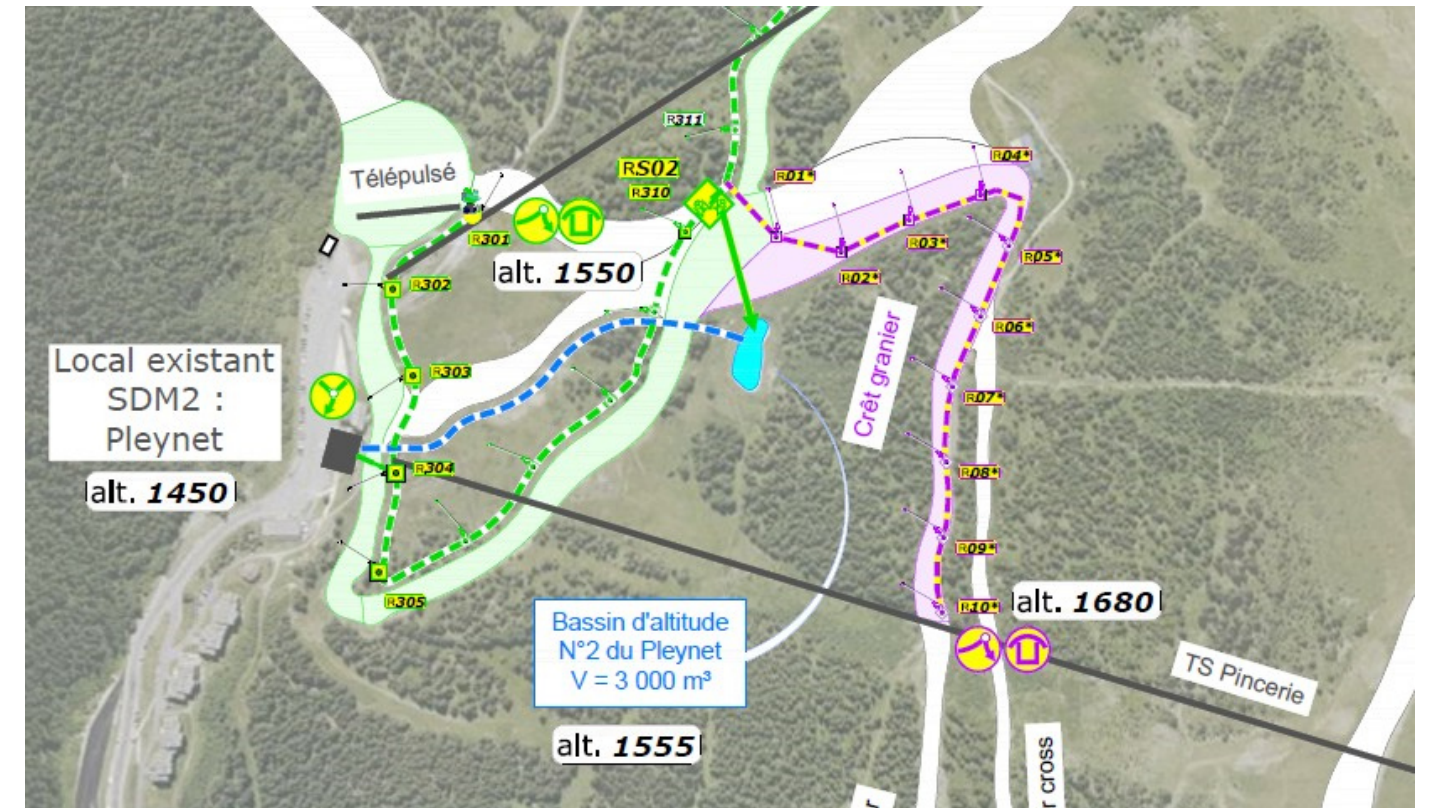 R311
R04*
RS02
R01*
Télépulsé
R310
R301
R03*
R05*
R02*
alt. 1550
R302
R06*
Crêt granier
Local existant
SDM2 :
Pleynet
R303
R07*
alt. 1450
R304
R08*
R09*
R305
R10*
alt. 1680
Bassin d'altitude
N°2 du Pleynet
V = 3 000 m³
TS Pincerie
alt. 1555
r cross
r